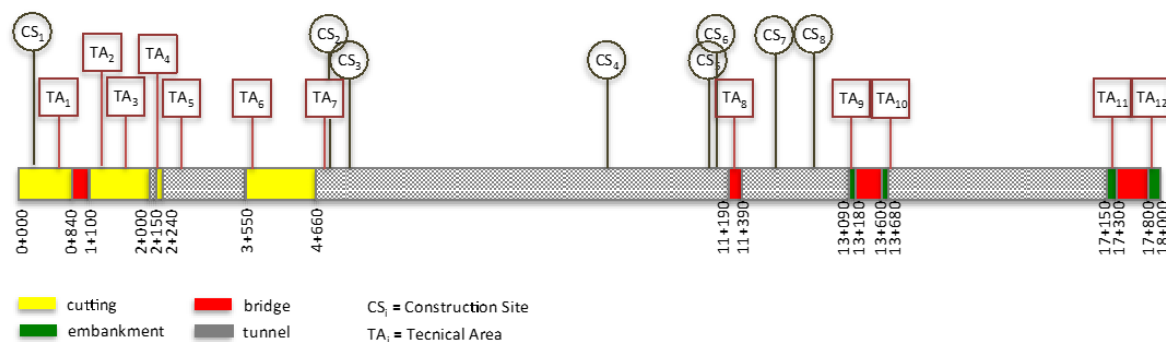 CS1
CS2
CS3
CS4
CS5
CS6
CS7
CS8
TA1
TA2
TA3
TA4
TA5
TA6
TA7
TA8
TA9
TA10
TA11
TA12
0+000
0+840
1+100
2+000
2+150
2+240
3+550
4+660
11+190
11+390
13+090
13+180
13+600
13+680
17+150
17+300
17+800
18+000
cutting
bridge
CSi = Construction Site
embankment
tunnel
TAi = Tecnical Area